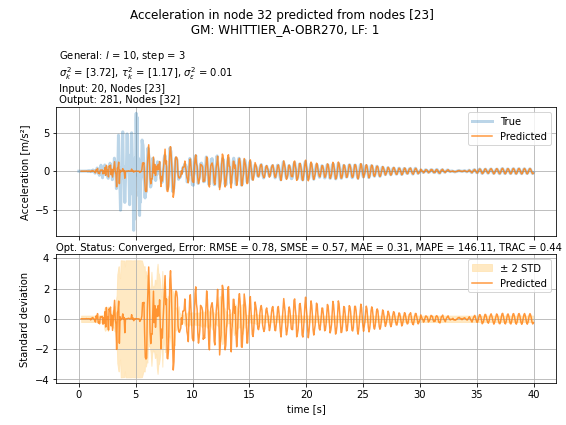 Acceleration in node 32 predicted from nodes [23]
GM: WHITTIER_A-OBR270, LF: 1
General: l = 10, step = 3
σ²ₖ = [3.72], τ²ₖ = [1.17], σ²ε = 0.01
Input: 20, Nodes [23]
Output: 281, Nodes [32]
Acceleration [m/s²]
5
0
−5
True
Predicted
Opt. Status: Converged, Error: RMSE = 0.78, SMSE = 0.57, MAE = 0.31, MAPE = 146.11, TRAC = 0.44
Standard deviation
4
2
0
−2
−4
± 2 STD
Predicted
0 5 10 15 20 25 30 35 40
time [s]